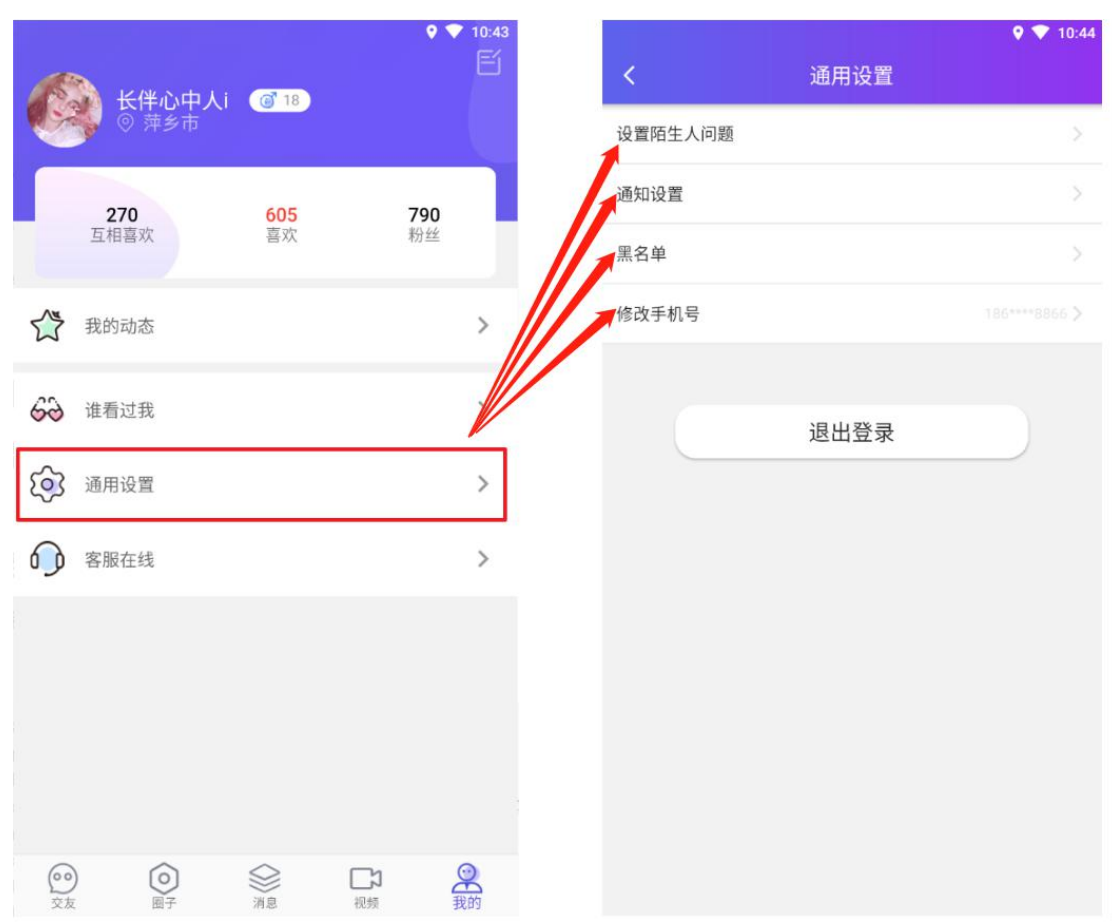 10:43
长伴心中人i 18
萍乡市
270 605 790
互相喜欢 喜欢 粉丝
我的动态
谁看过我
通用设置
客服在线
交友 圈子 消息 视频 我的
10:44
通用设置
设置陌生人问题
通知设置
黑名单
修改手机号 186****8866
退出登录